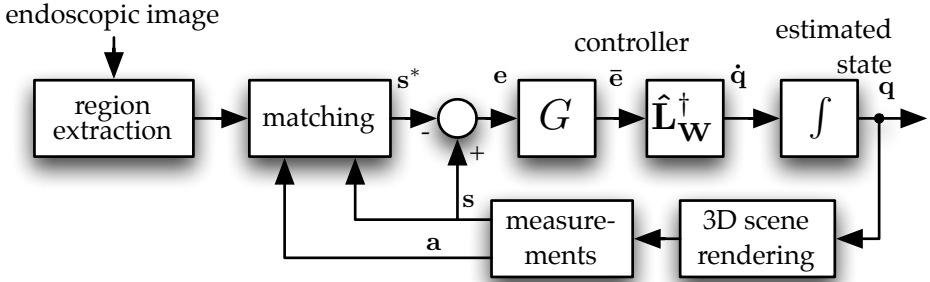 endoscopic image
region
extraction
matching
s*
-
+
e
G
controller
ē
L̂†W
q̇
∫
estimated
state
q
s
a
measure-
ments
3D scene
rendering